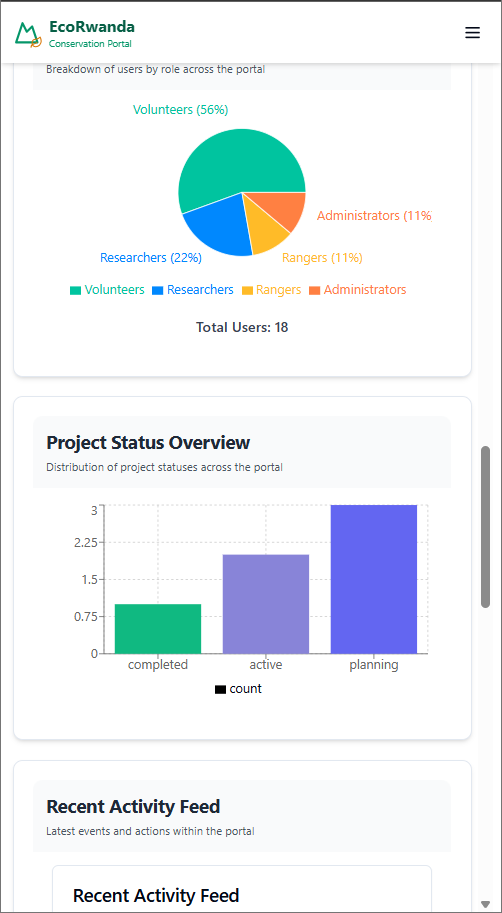 EcoRwanda
Conservation Portal
Breakdown of users by role across the portal
Volunteers (56%)
Administrators (11%
Researchers (22%)
Rangers (11%)
Volunteers Researchers Rangers Administrators
Total Users: 18
Project Status Overview
Distribution of project statuses across the portal
3
2.25
1.5
0.75
0
completed active planning
count
Recent Activity Feed
Latest events and actions within the portal
Recent Activity Feed